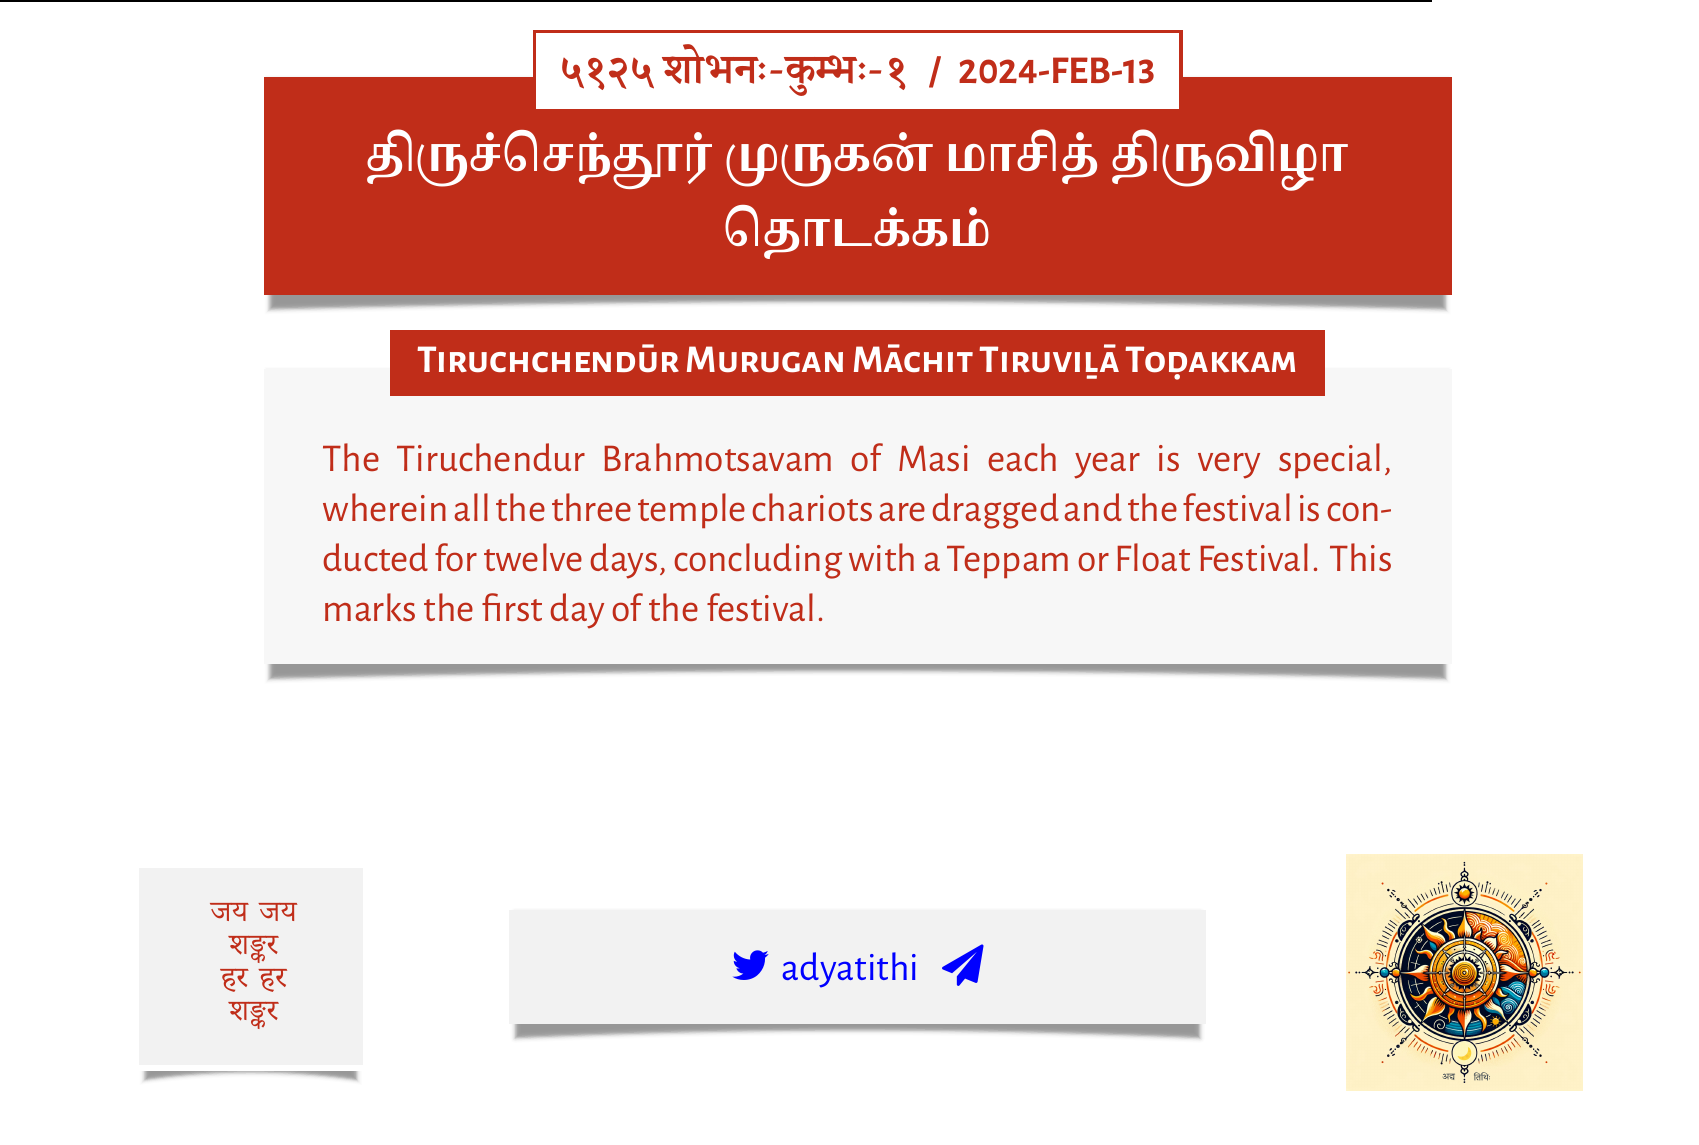 ५१२५ शोभनः-कुम्भः-१ / 2024-FEB-13
திருச்செந்தூர் முருகன் மாசித் திருவிழா
தொடக்கம்
Tiruchchendūr Murugan Māchit Tiruviḻā Toḍakkam
The Tiruchendur Brahmotsavam of Masi each year is very special,
wherein all the three temple chariots are dragged and the festival is con-
ducted for twelve days, concluding with a Teppam or Float Festival. This
marks the first day of the festival.
जय जय
शङ्कर
हर हर
शङ्कर
adyatithi
अद्य तिथिः